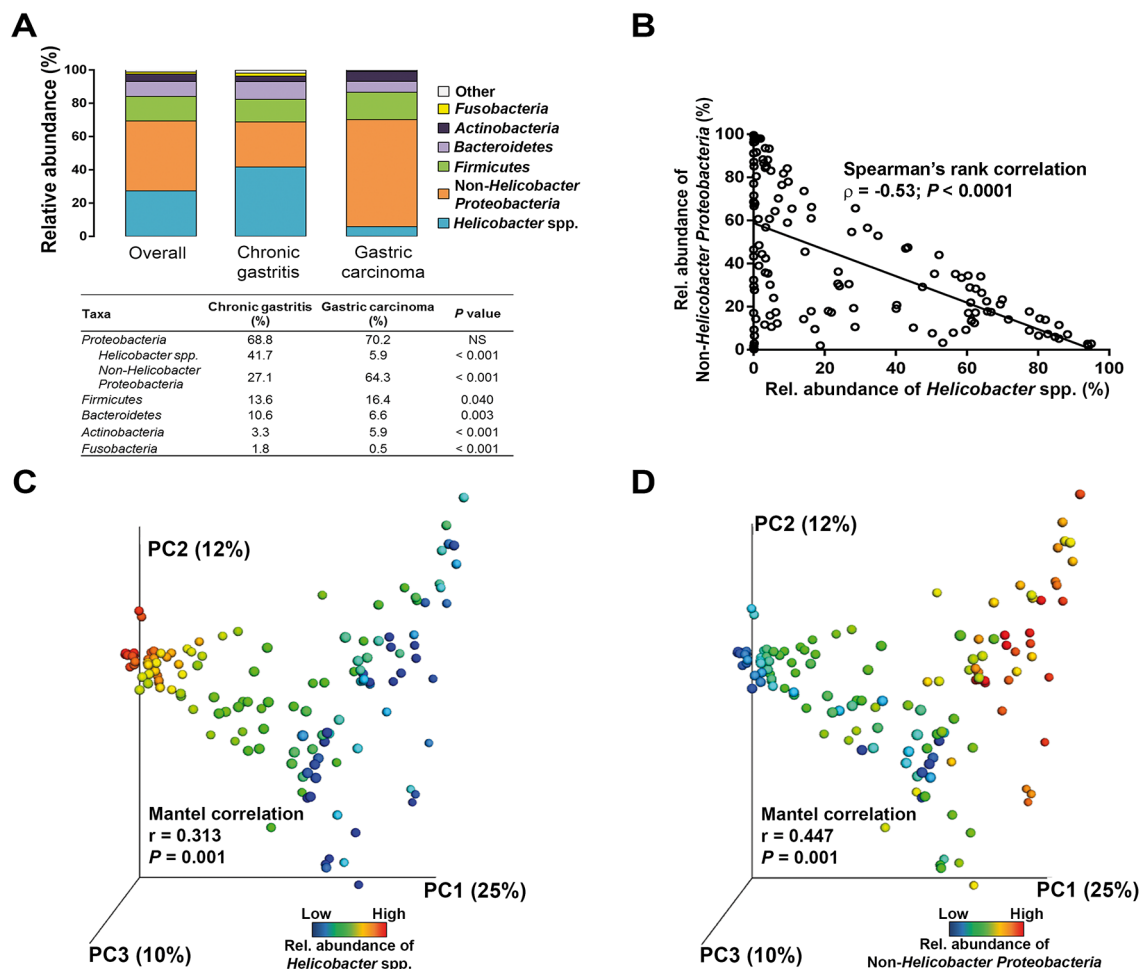 A
Relative abundance (%)
100
80
60
40
20
0
Overall
Chronic
gastritis
Gastric
carcinoma
Other
Fusobacteria
Actinobacteria
Bacteroidetes
Firmicutes
Non-Helicobacter
Proteobacteria
Helicobacter spp.
Taxa Chronic gastritis (%) Gastric carcinoma (%) P value
Proteobacteria 68.8 70.2 NS
Helicobacter spp. 41.7 5.9 < 0.001
Non-Helicobacter
Proteobacteria 27.1 64.3 < 0.001
Firmicutes 13.6 16.4 0.040
Bacteroidetes 10.6 6.6 0.003
Actinobacteria 3.3 5.9 < 0.001
Fusobacteria 1.8 0.5 < 0.001
B
Rel. abundance of
Non-Helicobacter Proteobacteria (%)
100
80
60
40
20
0
Spearman's rank correlation
ρ = -0.53; P < 0.0001
0 20 40 60 80 100
Rel. abundance of Helicobacter spp. (%)
C
PC2 (12%)
Mantel correlation
r = 0.313
P = 0.001
PC1 (25%)
PC3 (10%)
Low High
Rel. abundance of
Helicobacter spp.
D
PC2 (12%)
Mantel correlation
r = 0.447
P = 0.001
PC1 (25%)
PC3 (10%)
Low High
Rel. abundance of
Non-Helicobacter Proteobacteria